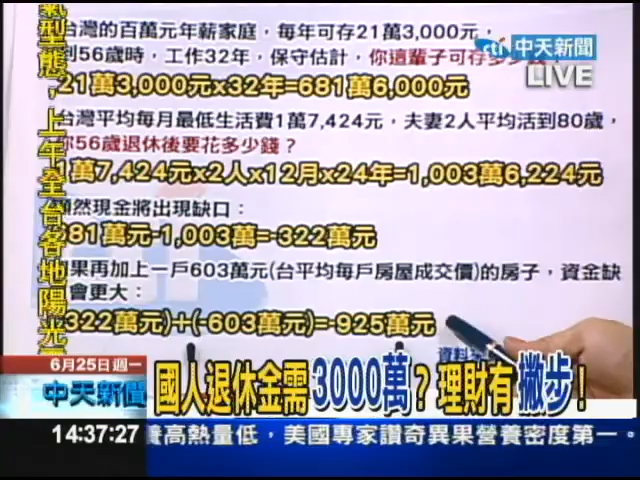 台灣的百萬元年薪家庭，每年可存21萬3,000元，
到56歲時，工作32年，保守估計，你這輩子可存多少
21萬3,000元x32年=681萬6,000元
台灣平均每月最低生活費1萬7,424元，夫妻2人平均活到80歲，
你56歲退休後要花多少錢？
1萬7,424元x2人x12月x24年=1,003萬6,224元
顯然現金將出現缺口：
681萬-1,003萬=-322萬元
如果再加上一戶603萬元(台平均每戶房屋成交價)的房子，資金缺
會更大：
322萬元)+(-603萬元)=-925萬元
資料來
氣型態，上午全台各地陽光
cti 中天新聞
LIVE
6月25日週一
中天新聞
國人退休金需3000萬？理財有撇步！
14:37:27
養高熱量低，美國專家讚奇異果營養密度第一。